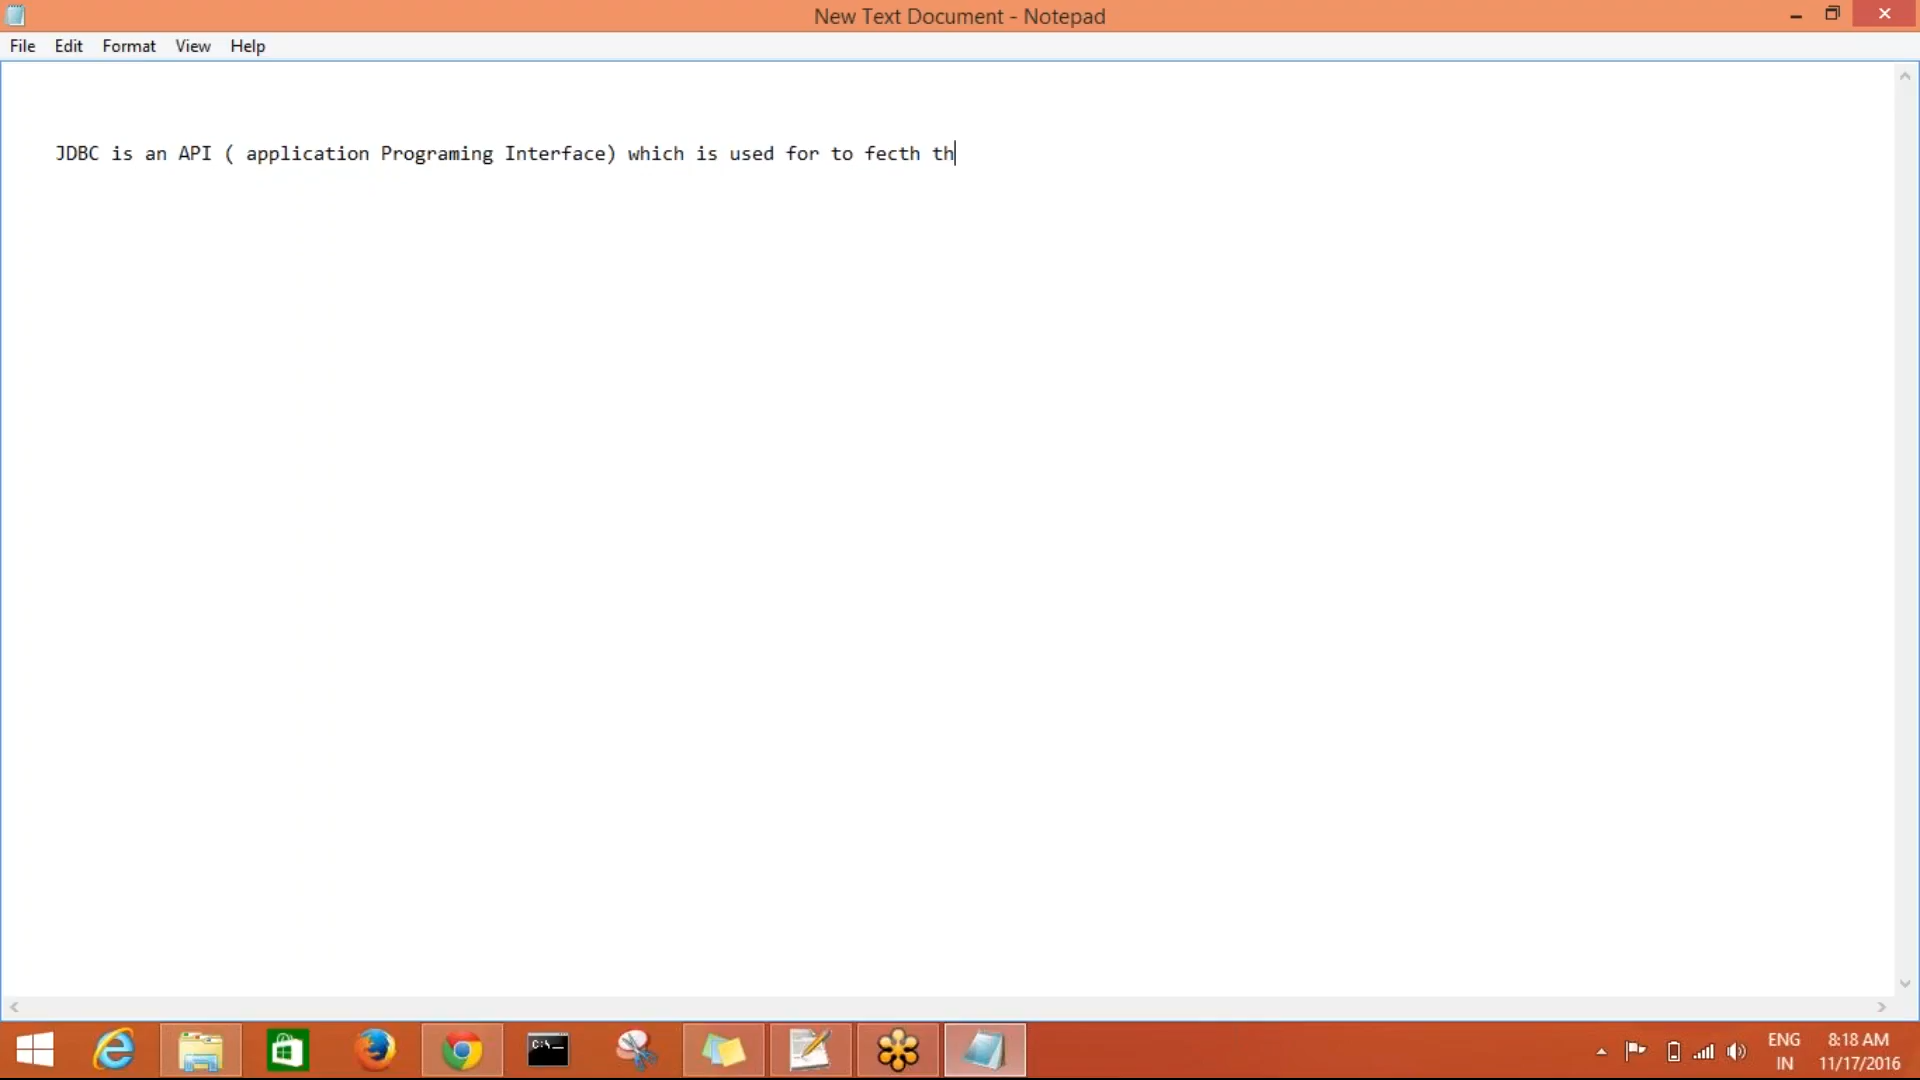 New Text Document - Notepad
File Edit Format View Help
JDBC is an API ( application Programing Interface) which is used for to fecth th
C:\_
ENG 8:18 AM
IN 11/17/2016